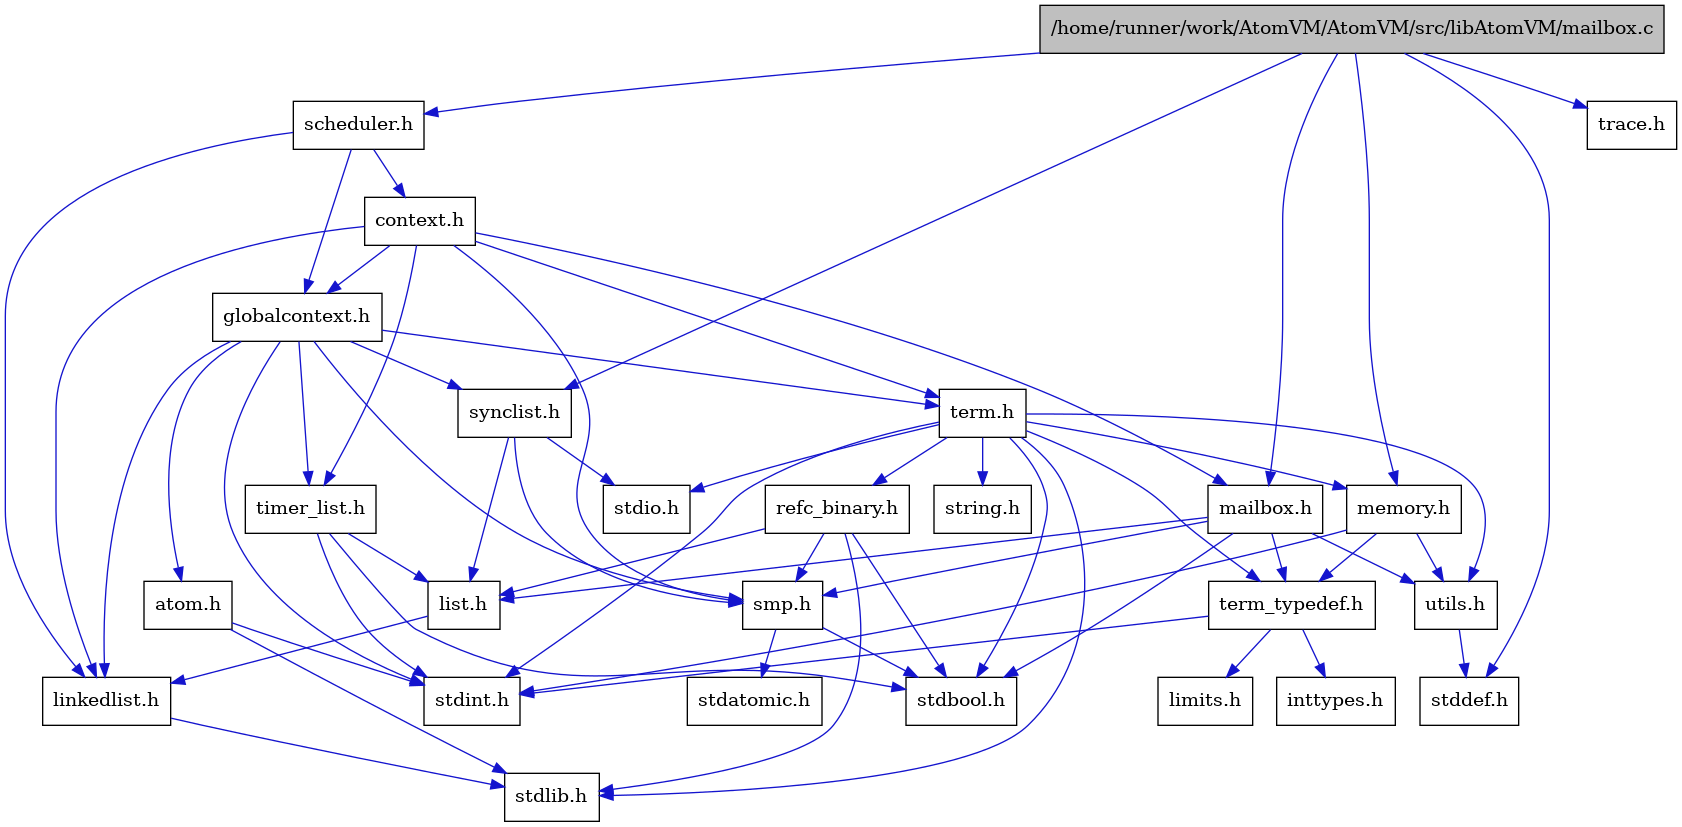 /home/runner/work/AtomVM/AtomVM/src/libAtomVM/mailbox.c
scheduler.h
trace.h
context.h
globalcontext.h
synclist.h
term.h
timer_list.h
stdio.h
refc_binary.h
string.h
mailbox.h
memory.h
atom.h
list.h
smp.h
term_typedef.h
utils.h
linkedlist.h
stdint.h
stdatomic.h
stdbool.h
limits.h
inttypes.h
stddef.h
stdlib.h